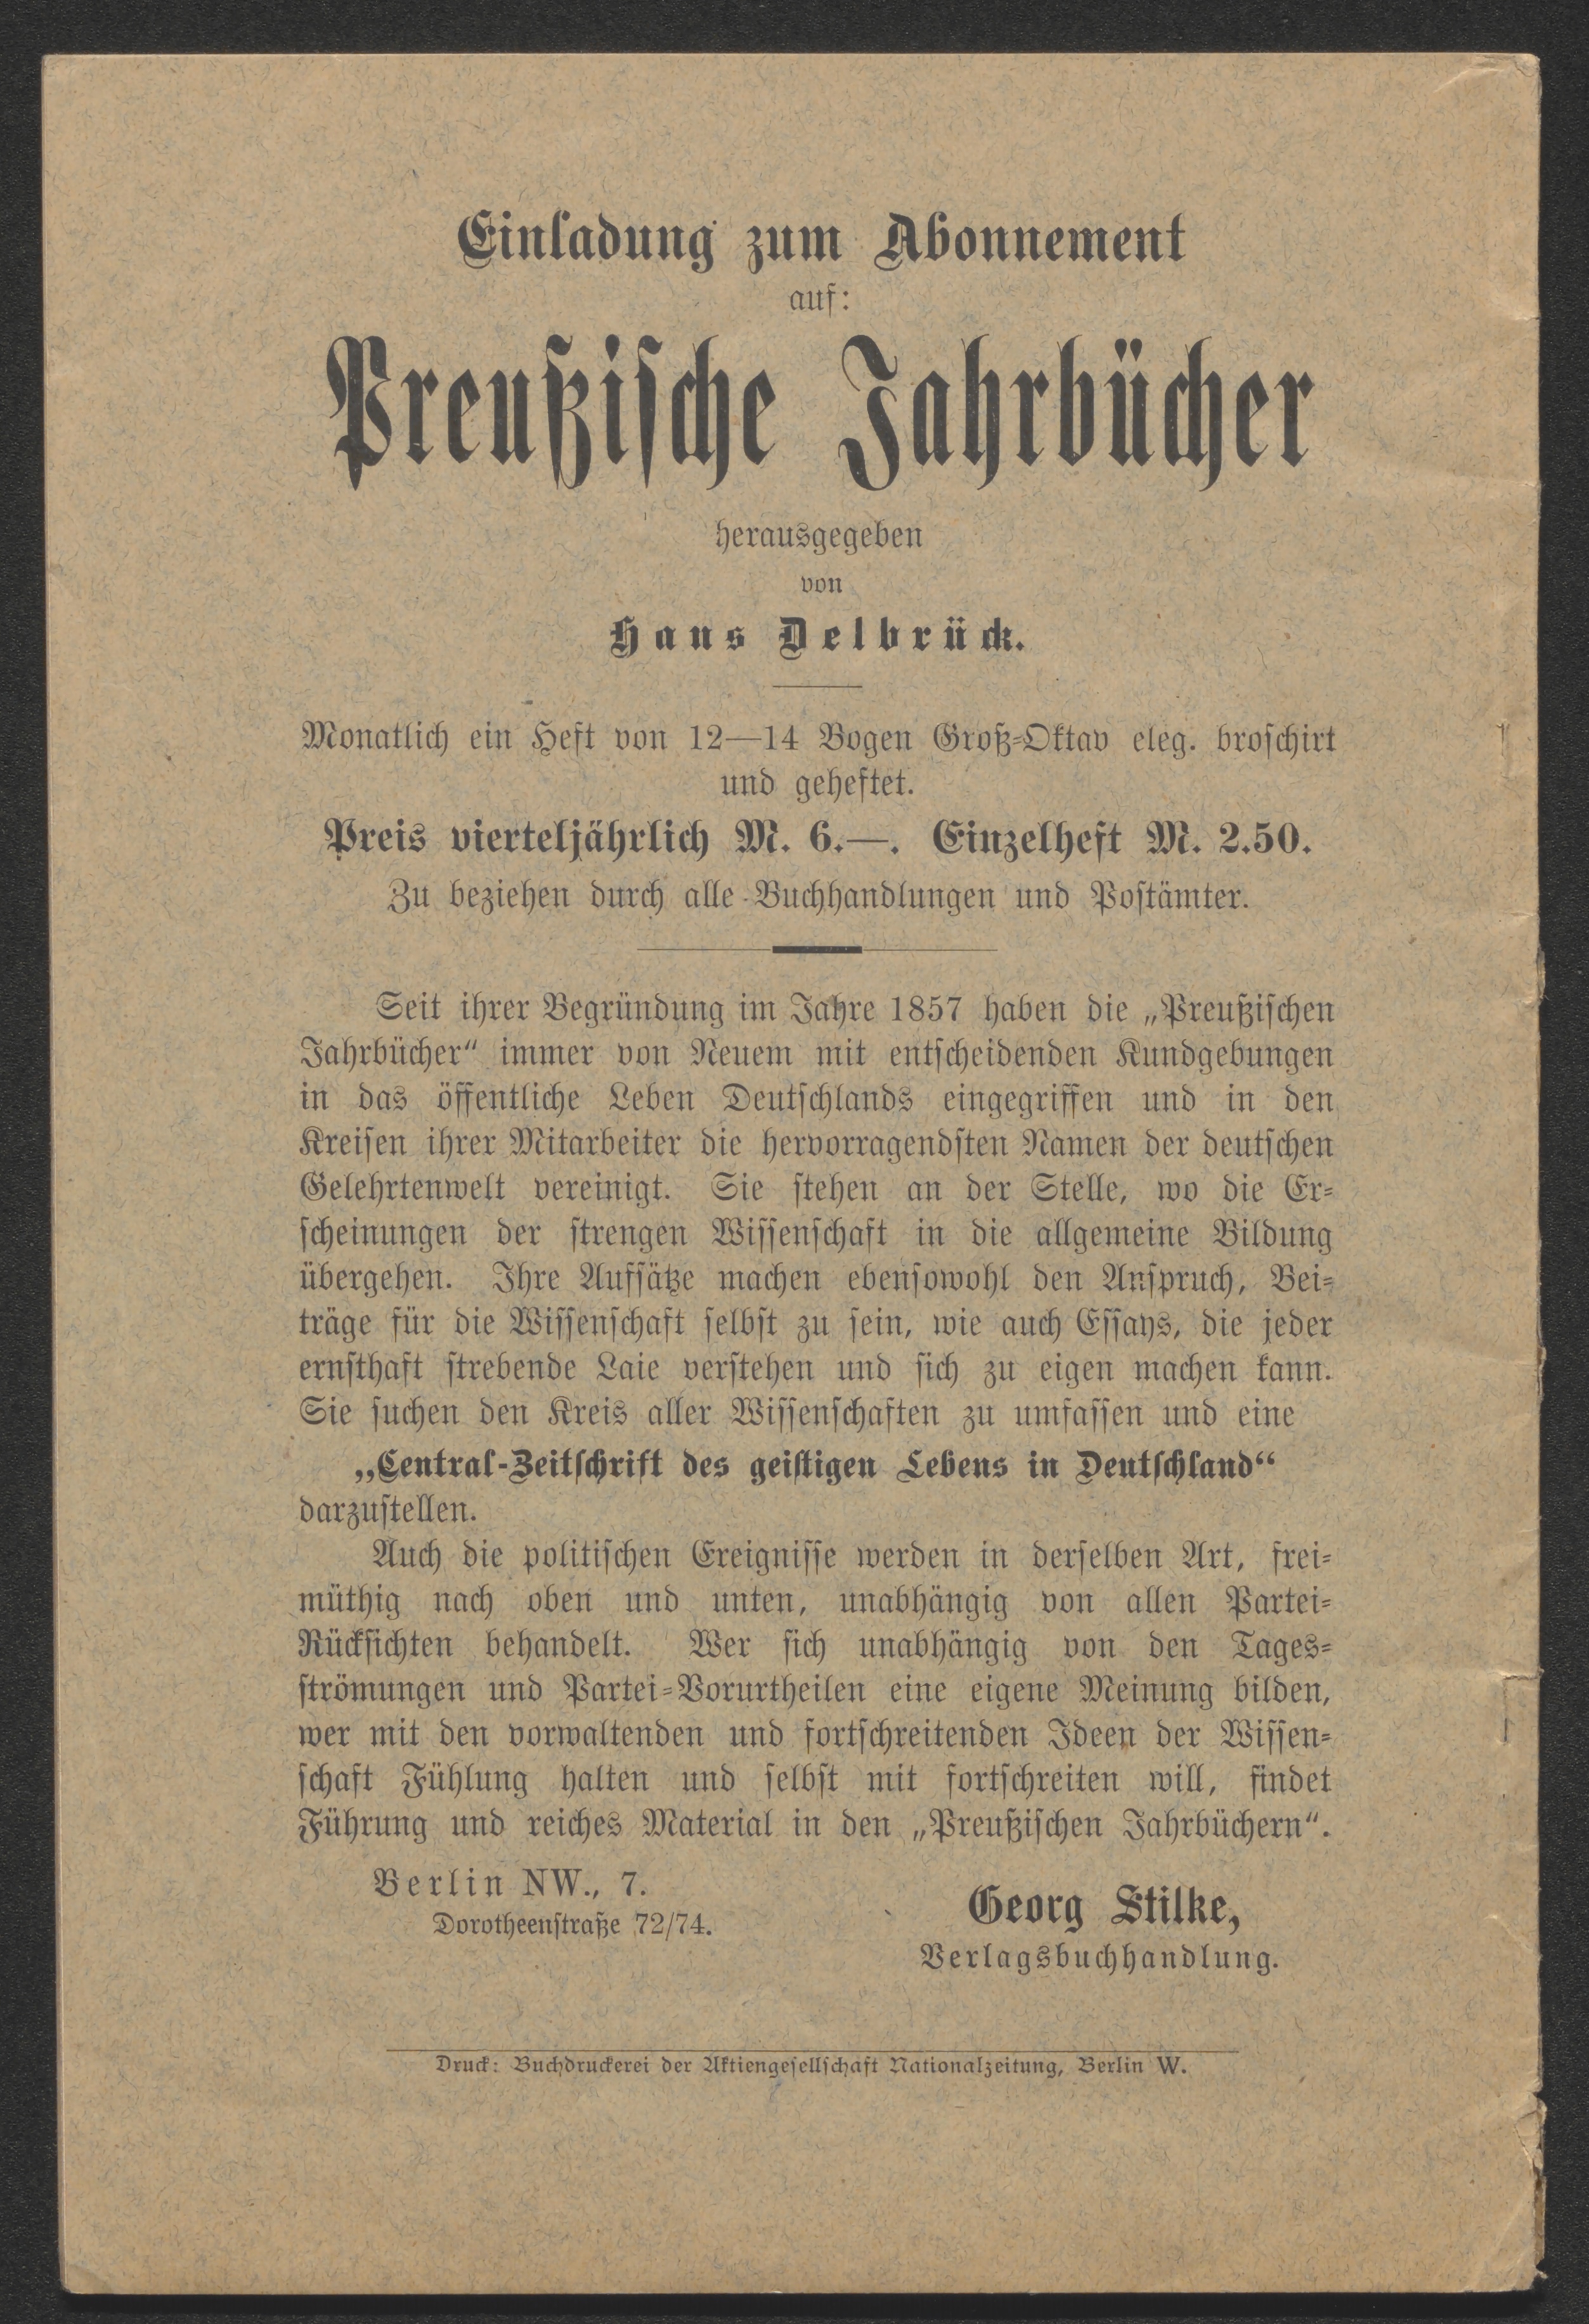 Einladung zum Abonnement
auf:
Preußische Jahrbücher
herausgegeben
von
Hans Delbrück.
Monatlich ein Heft von 12—14 Bogen Groß-Oktav eleg. broschirt
und geheftet.
Preis vierteljährlich M. 6.—. Einzelheft M. 2.50.
Zu beziehen durch alle Buchhandlungen und Postämter.
Seit ihrer Begründung im Jahre 1857 haben die „Preußischen
Jahrbücher“ immer von Neuem mit entscheidenden Kundgebungen
in das öffentliche Leben Deutschlands eingegriffen und in den
Kreisen ihrer Mitarbeiter die hervorragendsten Namen der deutschen
Gelehrtenwelt vereinigt. Sie stehen an der Stelle, wo die Er-
scheinungen der strengen Wissenschaft in die allgemeine Bildung
übergehen. Ihre Aufsätze machen ebensowohl den Anspruch, Bei-
träge für die Wissenschaft selbst zu sein, wie auch Essays, die jeder
ernsthaft strebende Laie verstehen und sich zu eigen machen kann.
Sie suchen den Kreis aller Wissenschaften zu umfassen und eine
„Central-Zeitschrift des geistigen Lebens in Deutschland“
darzustellen.
Auch die politischen Ereignisse werden in derselben Art, frei-
müthig nach oben und unten, unabhängig von allen Partei-
Rücksichten behandelt. Wer sich unabhängig von den Tages-
strömungen und Partei-Vorurtheilen eine eigene Meinung bilden,
wer mit den vorwaltenden und fortschreitenden Ideen der Wissen-
schaft Fühlung halten und selbst mit fortschreiten will, findet
Führung und reiches Material in den „Preußischen Jahrbüchern“.
Berlin NW., 7.
Dorotheenstraße 72/74.
Georg Stilke,
Verlagsbuchhandlung.
Druck: Buchdruckerei der Aktiengesellschaft Nationalzeitung, Berlin W.